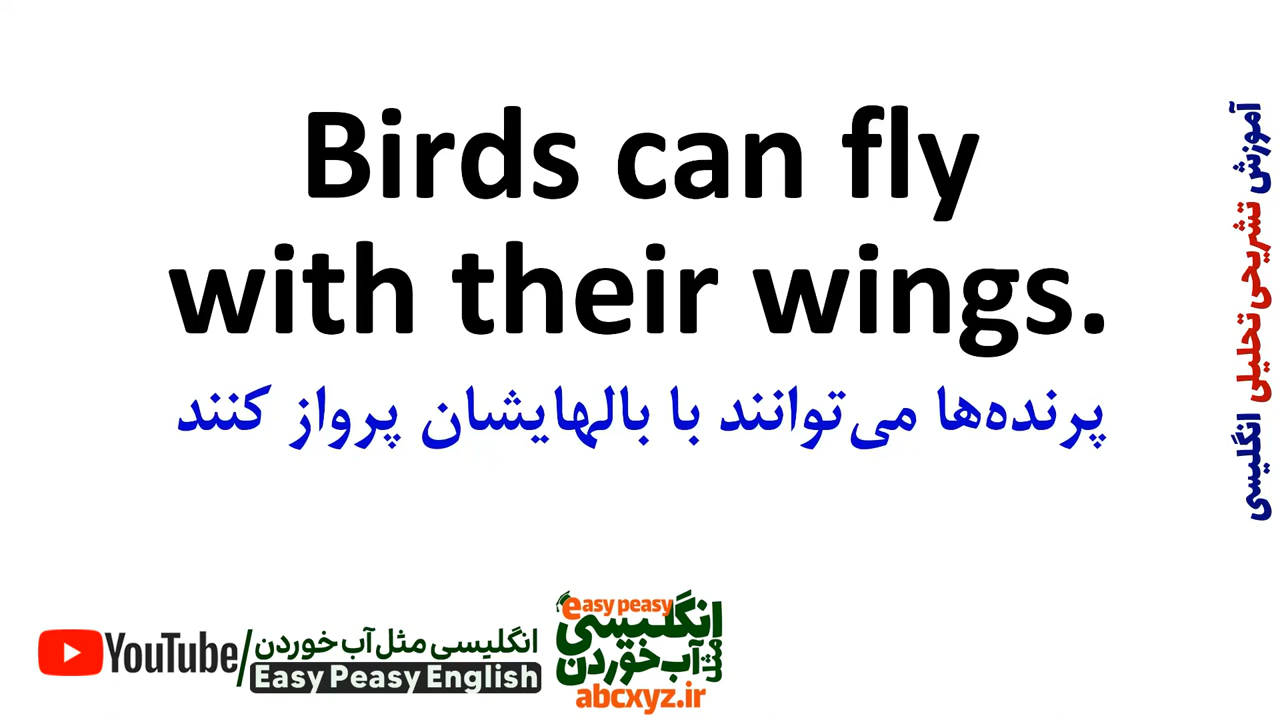 Birds can fly
with their wings.
پرنده‌ها می‌توانند با بالهایشان پرواز کنند
آموزش تشریحی تحلیلی انگلیسی
YouTube/انگلیسی مثل آب خوردن
Easy Peasy English
easy peasy
انگلیسی
مثل آب خوردن
abcxyz.ir